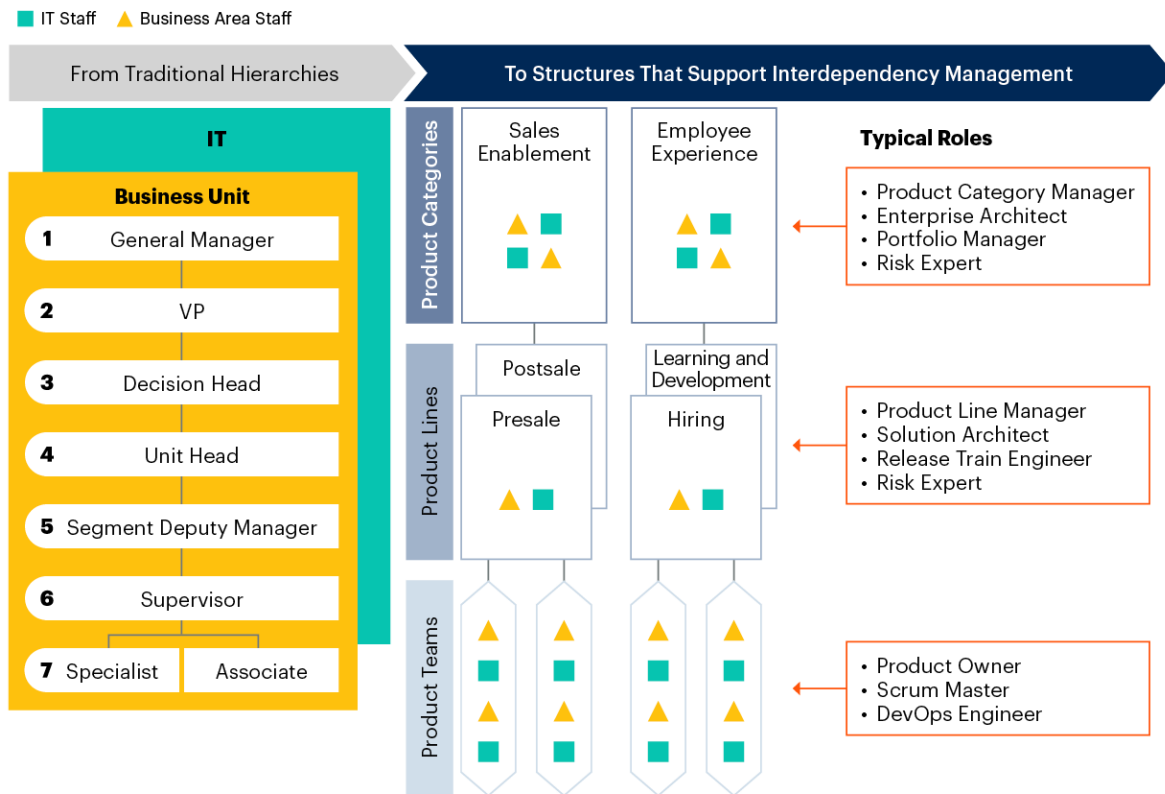 IT Staff
Business Area Staff
From Traditional Hierarchies
To Structures That Support Interdependency Management
IT
Business Unit
1 General Manager
2 VP
3 Decision Head
4 Unit Head
5 Segment Deputy Manager
6 Supervisor
7 Specialist
Associate
Product Categories
Sales
Enablement
Employee
Experience
Product Lines
Postsale
Presale
Learning and
Development
Hiring
Product Teams
Typical Roles
• Product Category Manager
• Enterprise Architect
• Portfolio Manager
• Risk Expert
• Product Line Manager
• Solution Architect
• Release Train Engineer
• Risk Expert
• Product Owner
• Scrum Master
• DevOps Engineer